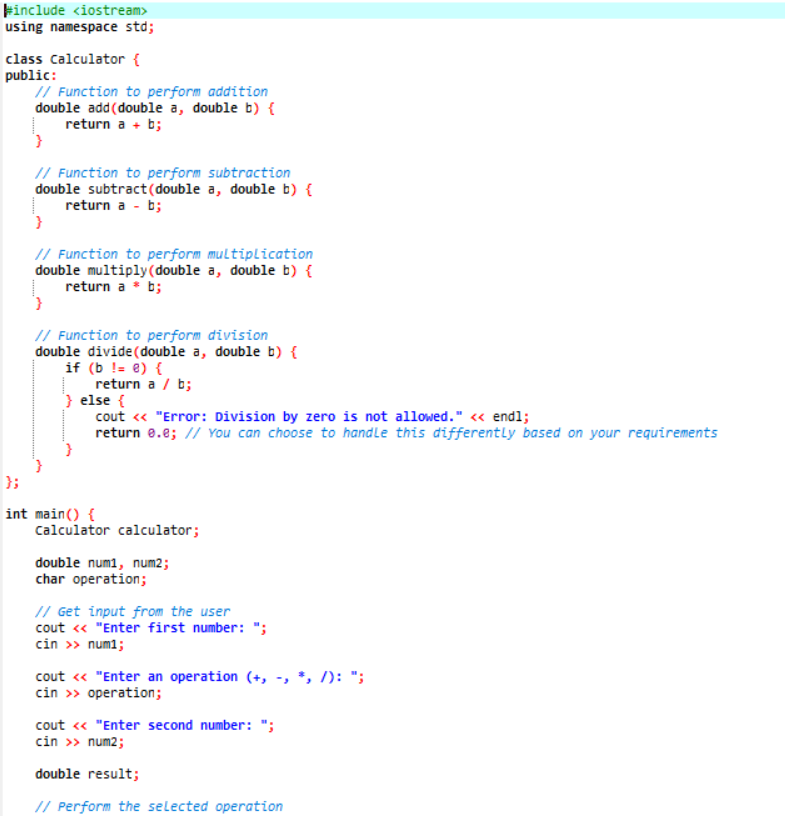 #include <iostream>
using namespace std;

class Calculator {
public:
    // Function to perform addition
    double add(double a, double b) {
        return a + b;
    }

    // Function to perform subtraction
    double subtract(double a, double b) {
        return a - b;
    }

    // Function to perform multiplication
    double multiply(double a, double b) {
        return a * b;
    }

    // Function to perform division
    double divide(double a, double b) {
        if (b != 0) {
            return a / b;
        } else {
            cout << "Error: Division by zero is not allowed." << endl;
            return 0.0; // You can choose to handle this differently based on your requirements
        }
    }
};

int main() {
    Calculator calculator;

    double num1, num2;
    char operation;

    // Get input from the user
    cout << "Enter first number: ";
    cin >> num1;

    cout << "Enter an operation (+, -, *, /): ";
    cin >> operation;

    cout << "Enter second number: ";
    cin >> num2;

    double result;

    // Perform the selected operation